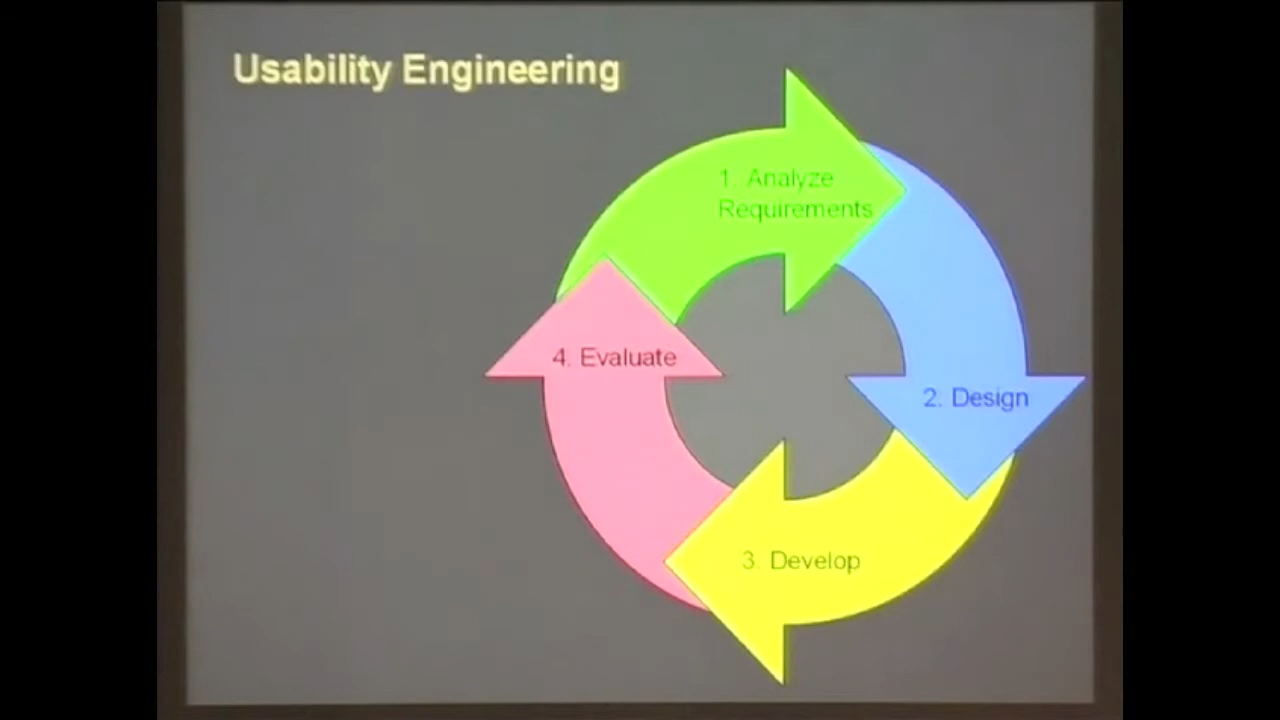 Usability Engineering
1. Analyze
Requirements
2. Design
3. Develop
4. Evaluate